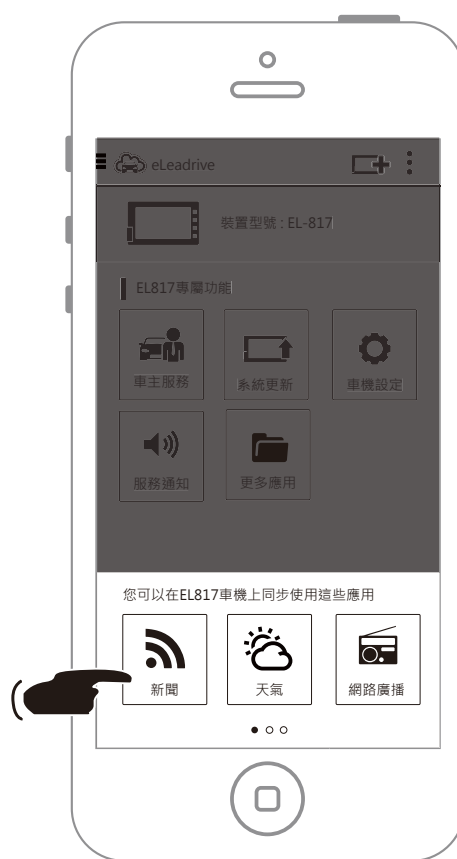 eLeadrive
裝置型號 : EL-817
EL817專屬功能
車主服務
系統更新
車機設定
服務通知
更多應用
您可以在EL817車機上同步使用這些應用
新聞
天氣
網路廣播